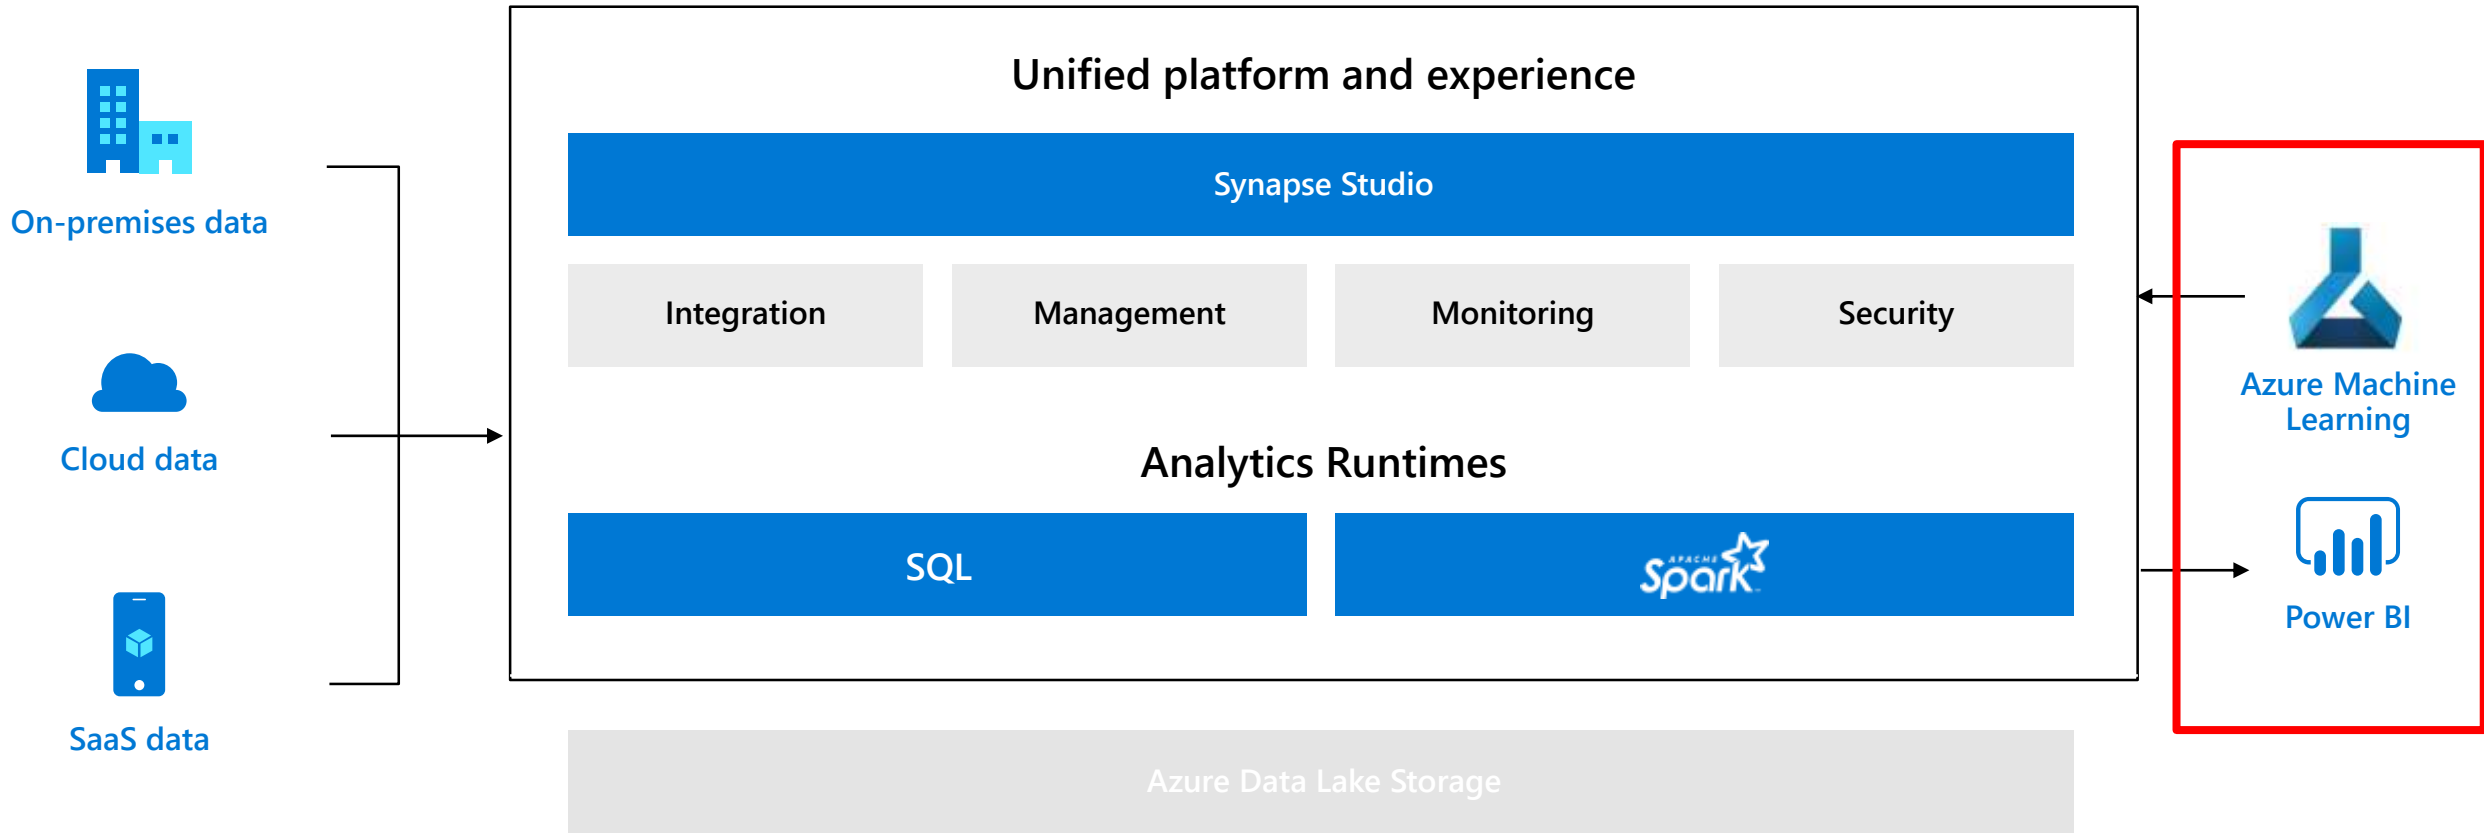 Unified platform and experience
On-premises data
Synapse Studio
Integration
Management
Monitoring
Security
Azure Machine
Learning
Cloud data
Analytics Runtimes
SQL
APACHE
Spark
Power BI
SaaS data
Azure Data Lake Storage